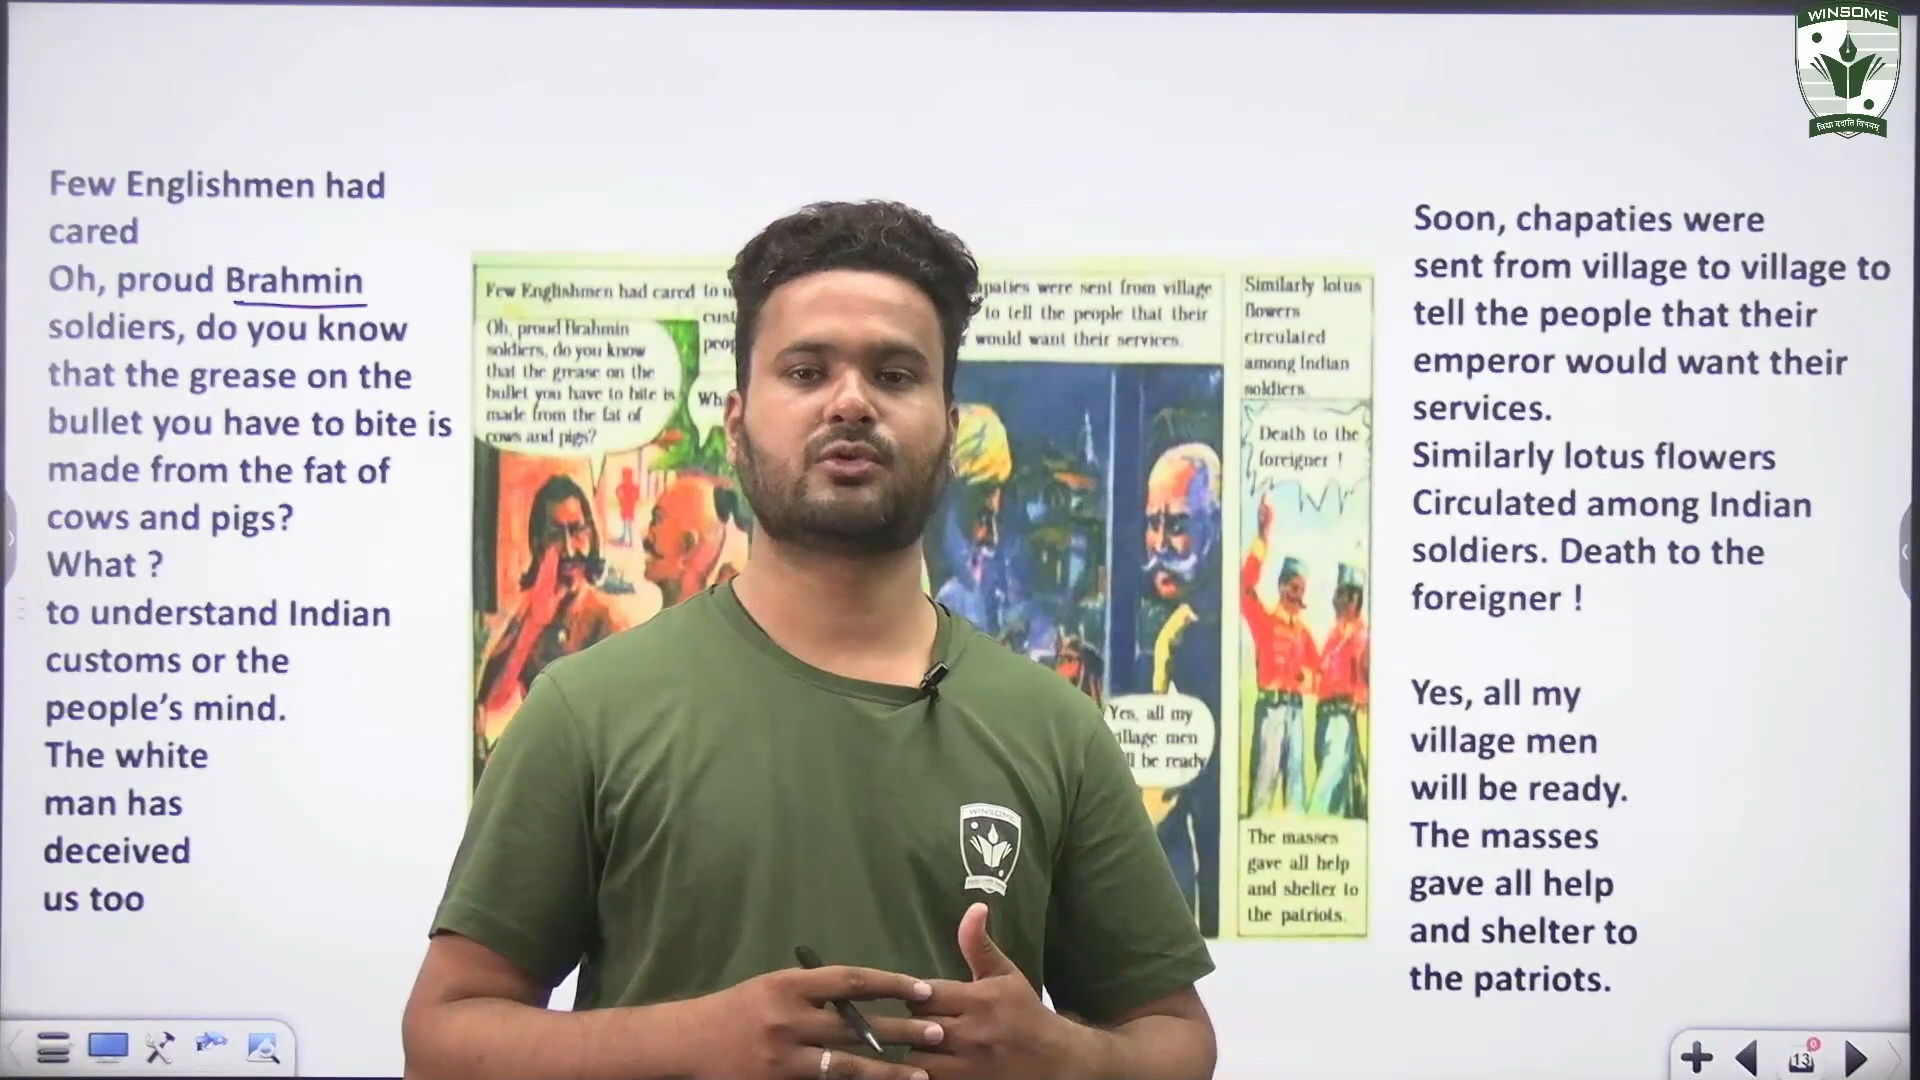 WINSOME
विद्या ददाति विनयम्
Few Englishmen had
cared
Oh, proud Brahmin
soldiers, do you know
that the grease on the
bullet you have to bite is
made from the fat of
cows and pigs?
What ?
to understand Indian
customs or the
people's mind.
The white
man has
deceived
us too
Few Englishmen had cared to
Oh, proud Brahmin
soldiers, do you know
that the grease on the
bullet you have to bite is
made from the fat of
cows and pigs?
were sent from village
to tell the people that their
would want their services.
Yes, all my
men
be ready
Similarly lotus
flowers
circulated
among Indian
soldiers.
Death to the
foreigner !
The masses
gave all help
and shelter to
the patriots.
Soon, chapaties were
sent from village to village to
tell the people that their
emperor would want their
services.
Similarly lotus flowers
Circulated among Indian
soldiers. Death to the
foreigner !
Yes, all my
village men
will be ready.
The masses
gave all help
and shelter to
the patriots.
WINSOME
13
0